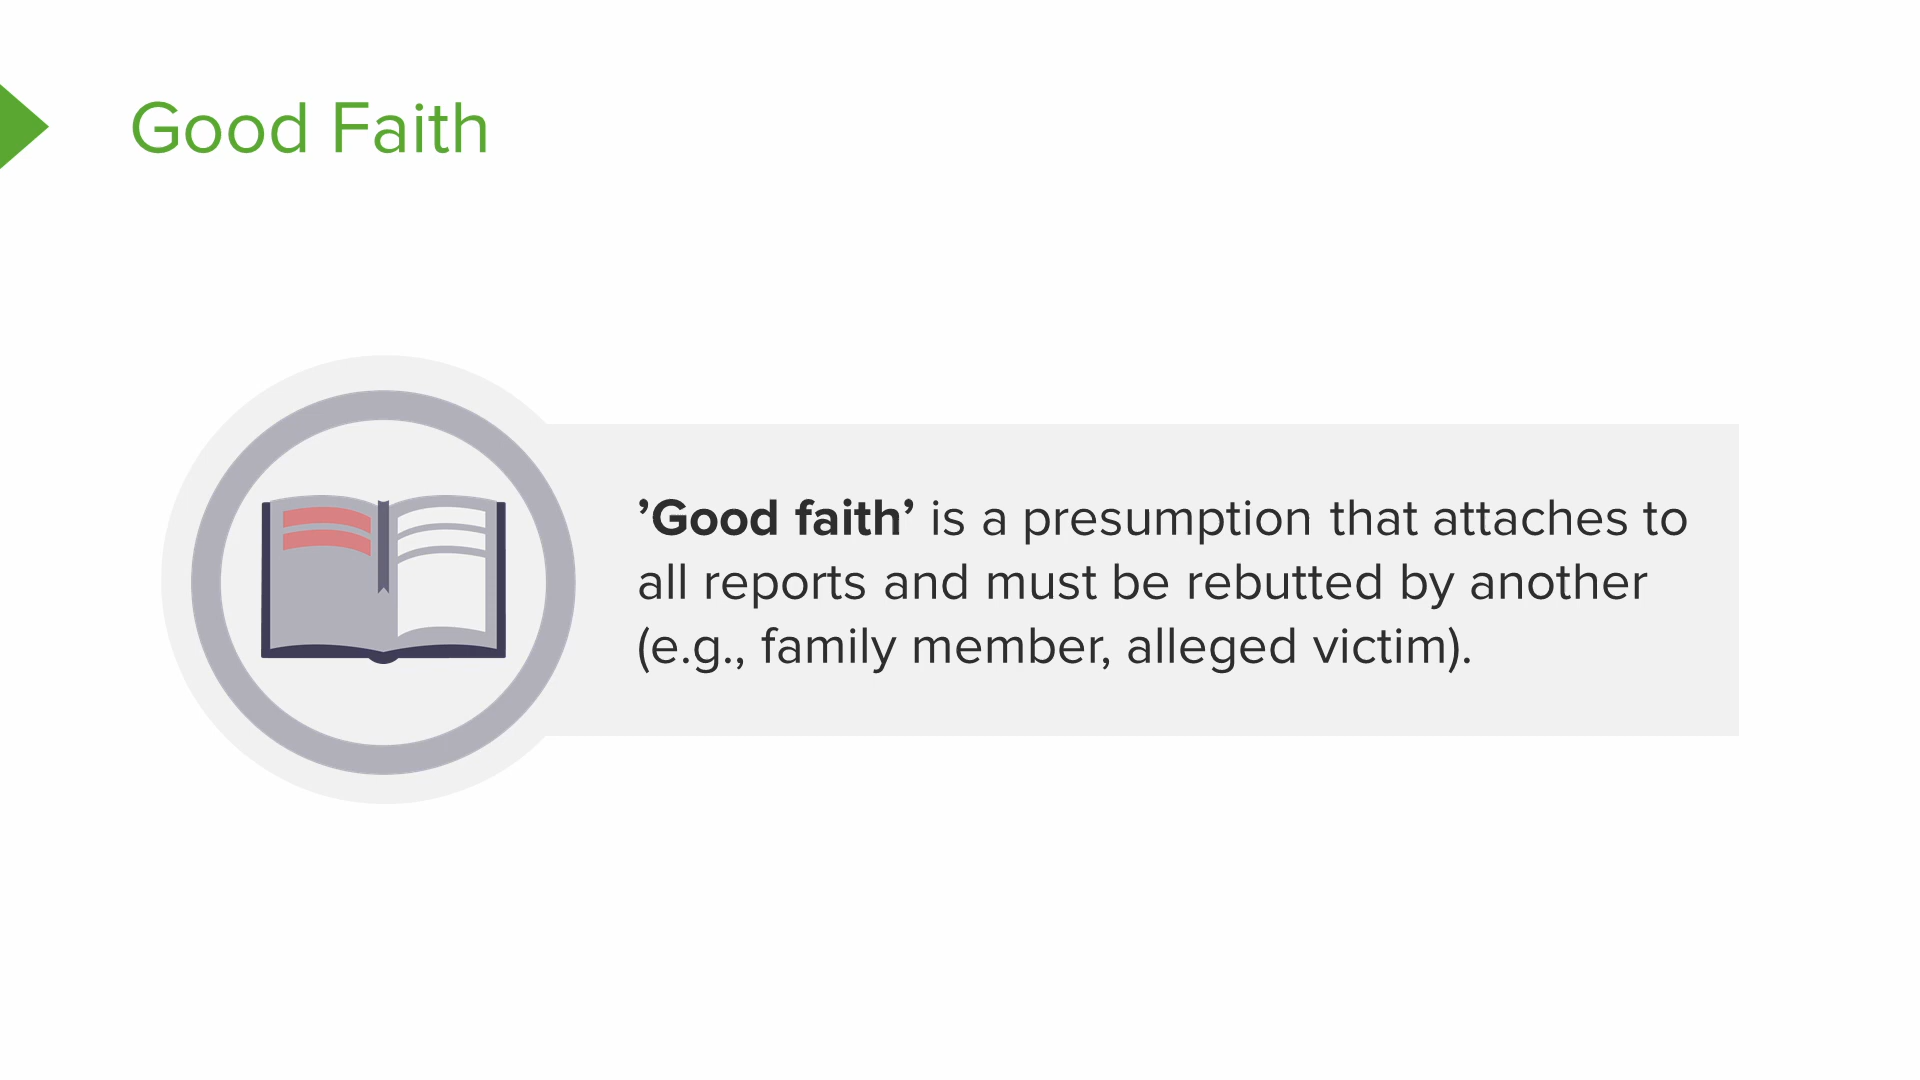 Good Faith
’Good faith’ is a presumption that attaches to
all reports and must be rebutted by another
(e.g., family member, alleged victim).